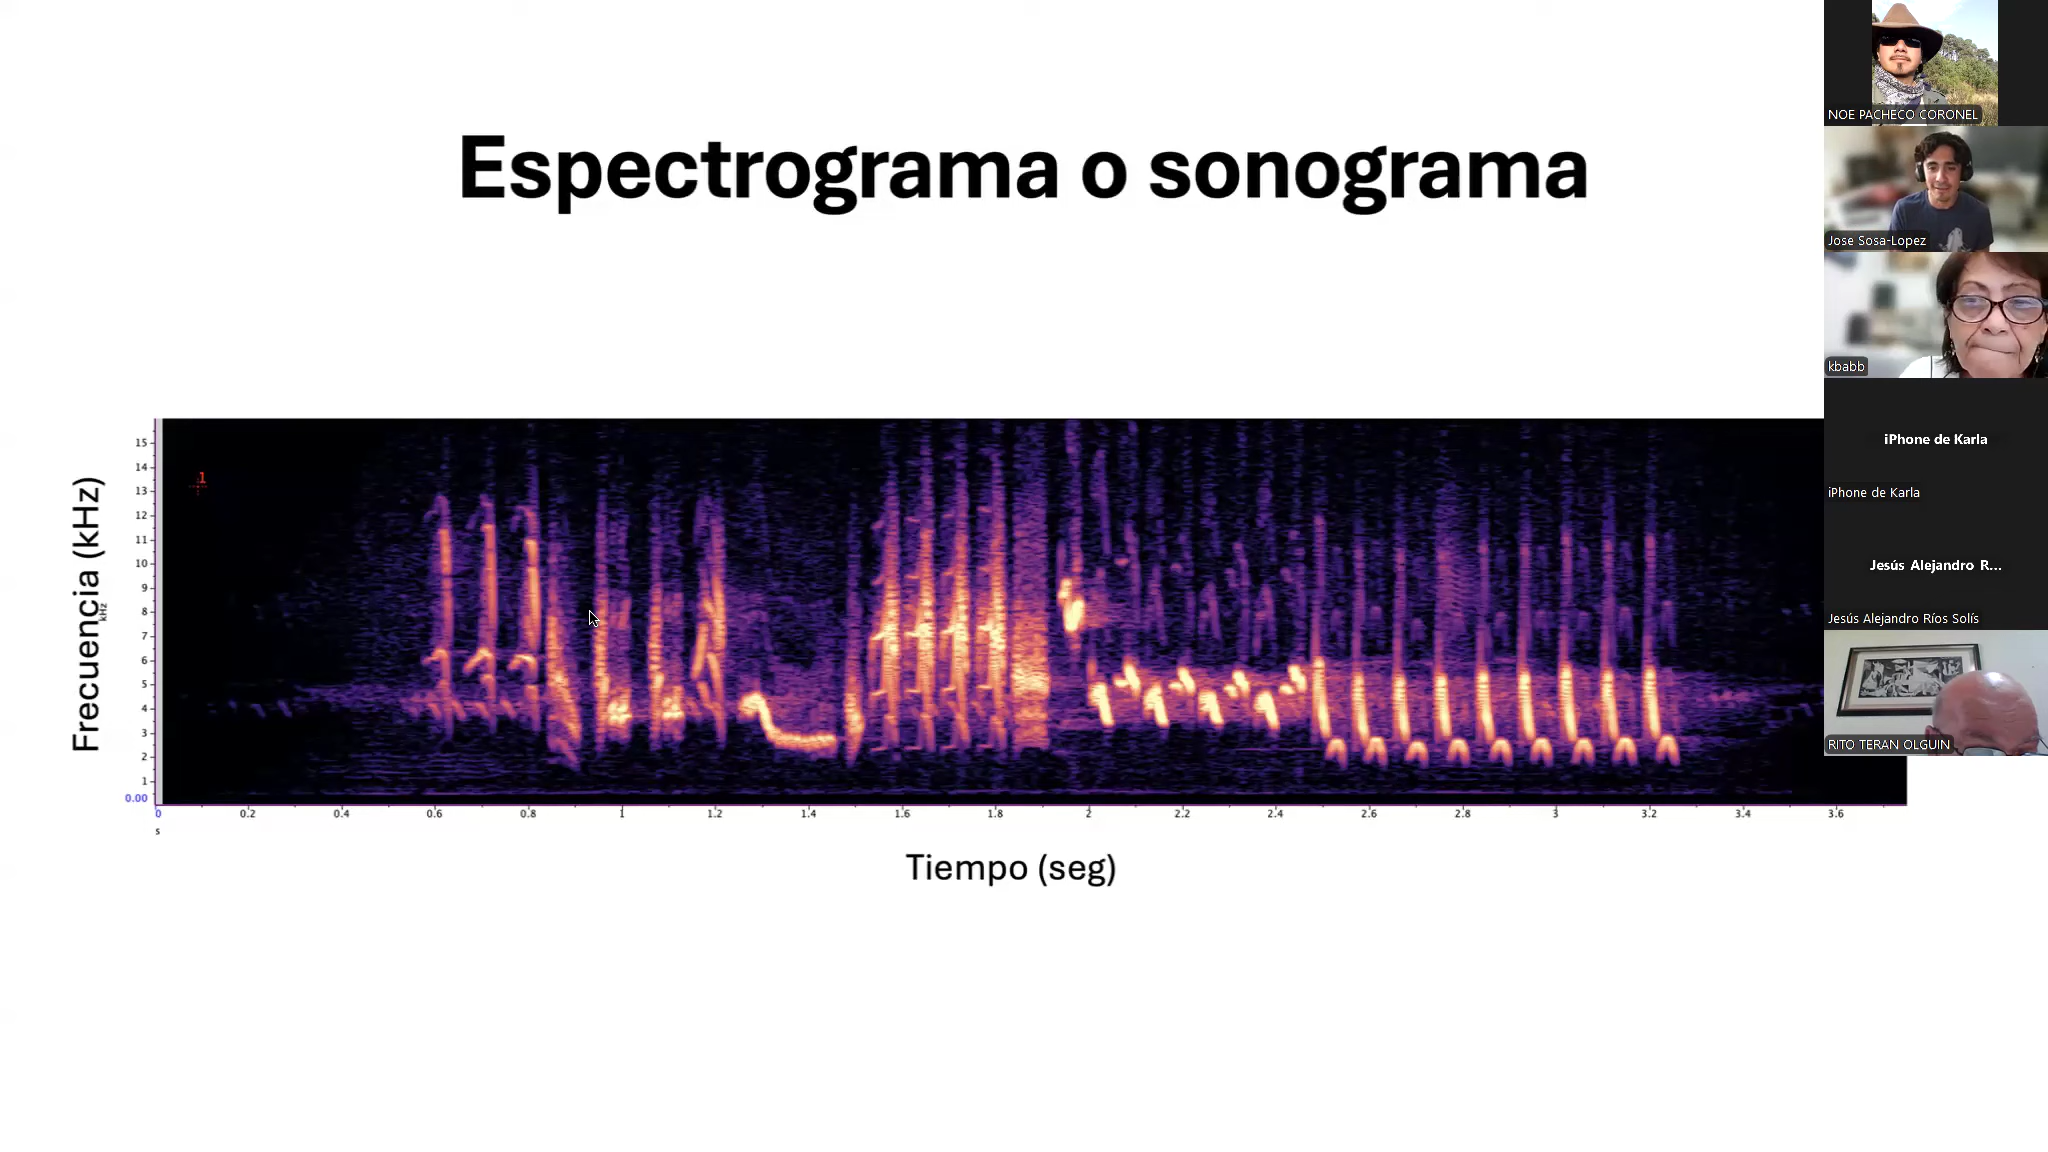 Espectrograma o sonograma
NOE PACHECO CORONEL
Jose Sosa-Lopez
kbabb
iPhone de Karla
iPhone de Karla
Jesús Alejandro R...
Jesús Alejandro Ríos Solís
RITO TERAN OLGUIN
Frecuencia (kHz)
kHz
15
14
13
12
11
10
9
8
7
6
5
4
3
2
1
0.00
1
0 0.2 0.4 0.6 0.8 1 1.2 1.4 1.6 1.8 2 2.2 2.4 2.6 2.8 3 3.2 3.4 3.6
s
Tiempo (seg)